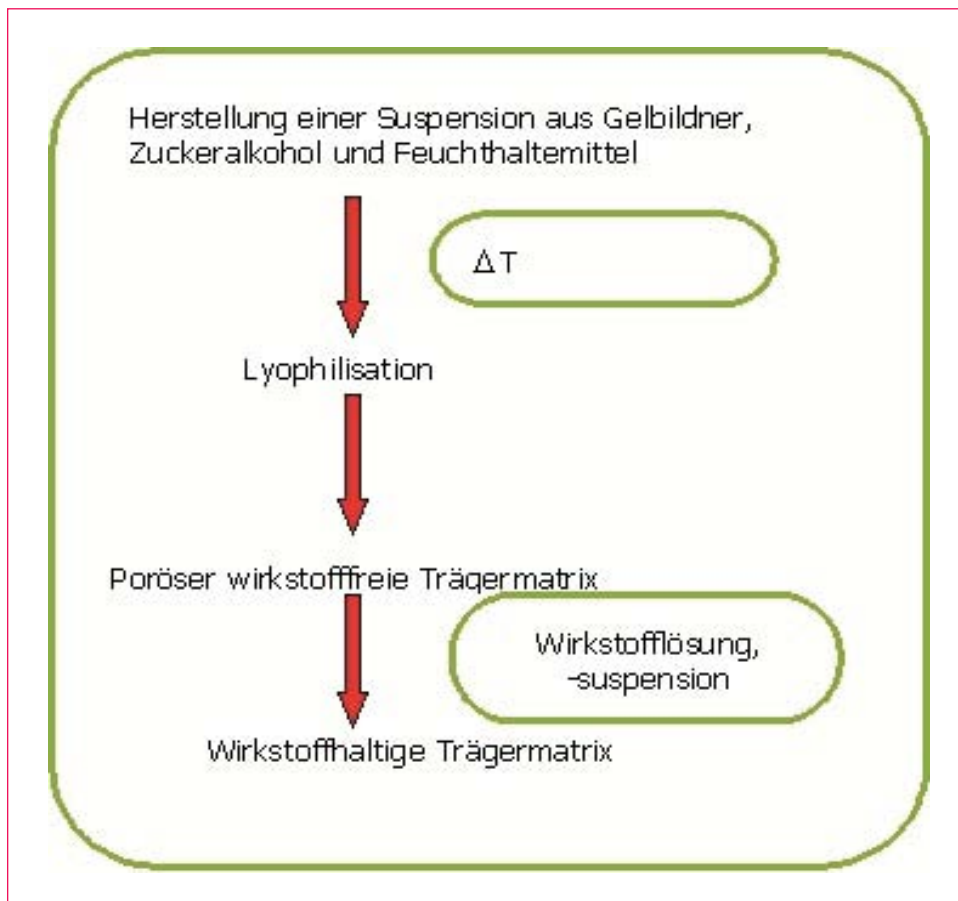 Herstellung einer Suspension aus Gelbildner,
Zuckeralkohol und Feuchthaltemittel
ΔT
Lyophilisation
Poröser wirkstofffreie Trägermatrix
Wirkstofflösung,
-suspension
Wirkstoffhaltige Trägermatrix